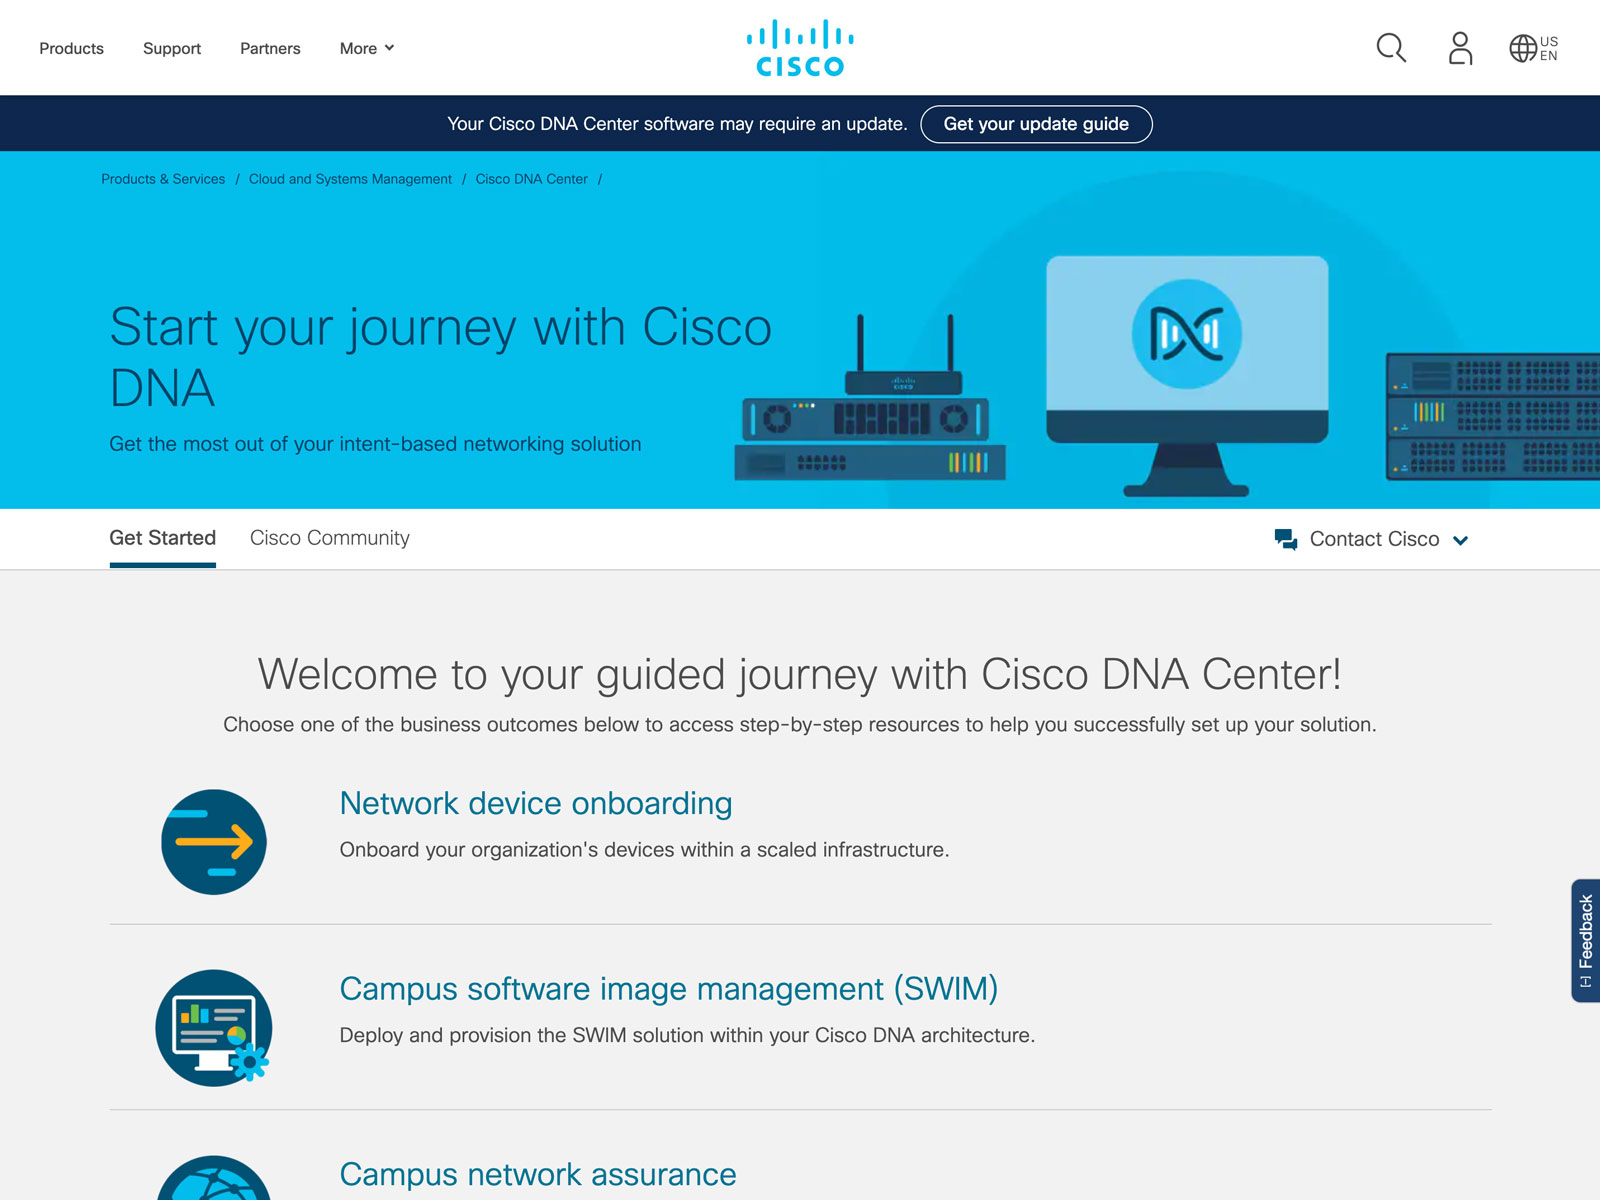 Products
Support
Partners
More
CISCO
US
EN
Your Cisco DNA Center software may require an update.
Get your update guide
Products & Services / Cloud and Systems Management / Cisco DNA Center /
Start your journey with Cisco
DNA
Get the most out of your intent-based networking solution
CISCO
Get Started
Cisco Community
Contact Cisco
Welcome to your guided journey with Cisco DNA Center!
Choose one of the business outcomes below to access step-by-step resources to help you successfully set up your solution.
Network device onboarding
Onboard your organization's devices within a scaled infrastructure.
Campus software image management (SWIM)
Deploy and provision the SWIM solution within your Cisco DNA architecture.
Campus network assurance
[-] Feedback